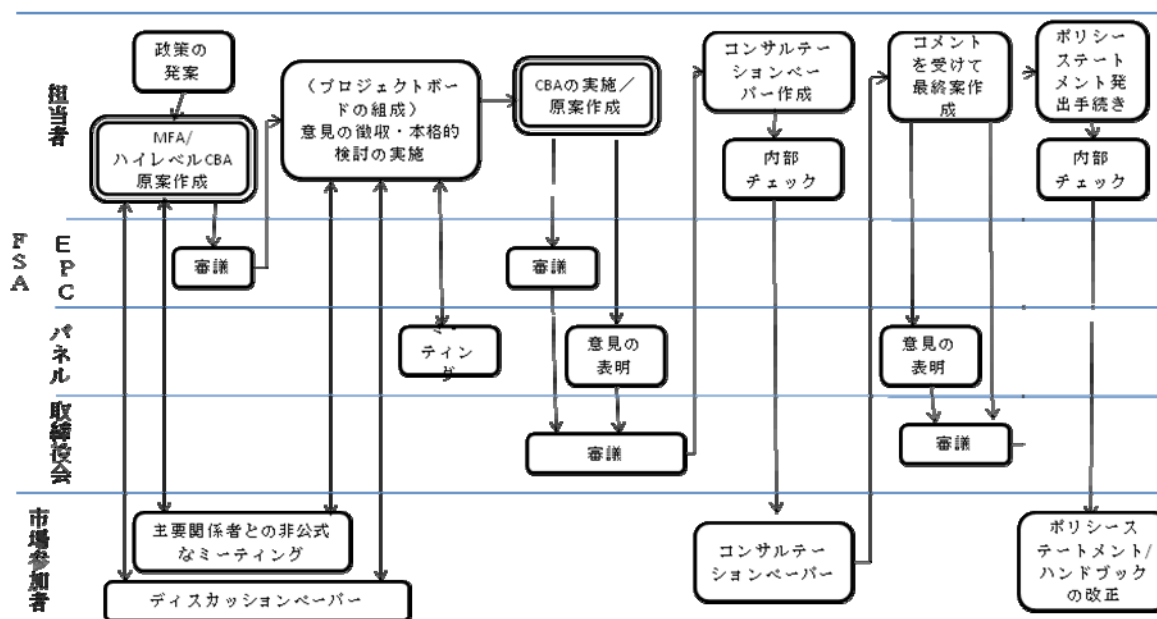 政策の
発案
MFA/
ハイレベルCBA
原案作成
（プロジェクトボー
ドの組成）
意見の徴収・本格的
検討の実施
CBAの実施／
原案作成
コンサルテー
ションペー
パー作成
コメント
を受けて
最終案作
成
ポリシー
ステート
メント発
出手続き
内部
チェック
内部
チェック
担当者
FSA
EPC
審議
審議
パネル
ティング
意見の
表明
意見の
表明
取締役会
審議
審議
市場参加者
主要関係者との非公式
なミーティング
ディスカッションペーパー
コンサルテー
ションペーパー
ポリシース
テートメント/
ハンドブック
の改正